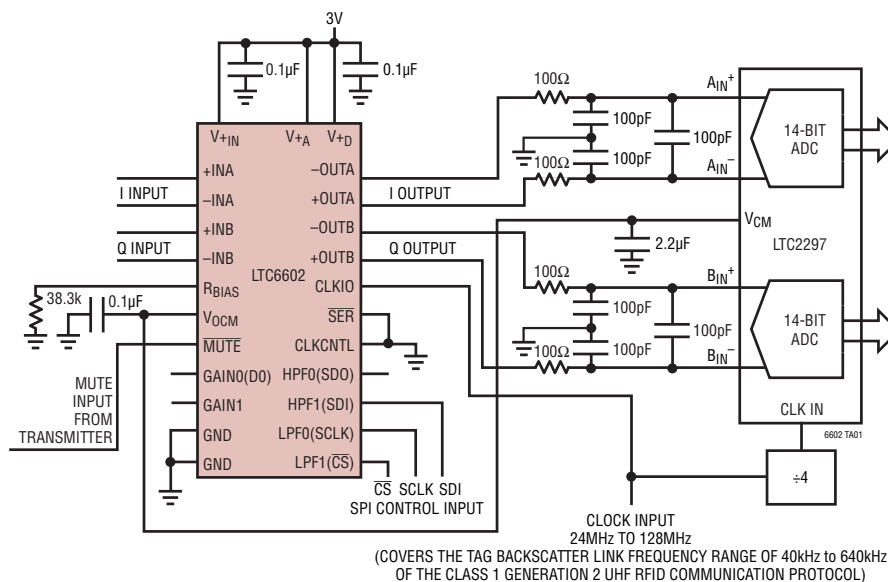 3V
0.1µF
0.1µF
V+IN
V+A
V+D
+INA
–INA
+INB
–INB
RBIAS
VOCM
MUTE
GAIN0(D0)
GAIN1
GND
GND
LTC6602
–OUTA
+OUTA
–OUTB
+OUTB
CLKIO
SER
CLKCNTL
HPF0(SDO)
HPF1(SDI)
LPF0(SCLK)
LPF1(CS)
I INPUT
Q INPUT
38.3k
0.1µF
MUTE
INPUT
FROM
TRANSMITTER
I OUTPUT
Q OUTPUT
CS SCLK SDI
SPI CONTROL INPUT
100Ω
100pF
100pF
100pF
100Ω
2.2µF
100Ω
100pF
100pF
100pF
100Ω
AIN+
AIN–
VCM
BIN+
BIN–
14-BIT
ADC
LTC2297
14-BIT
ADC
CLK IN
6602 TA01
÷4
CLOCK INPUT
24MHz TO 128MHz
(COVERS THE TAG BACKSCATTER LINK FREQUENCY RANGE OF 40kHz to 640kHz
OF THE CLASS 1 GENERATION 2 UHF RFID COMMUNICATION PROTOCOL)